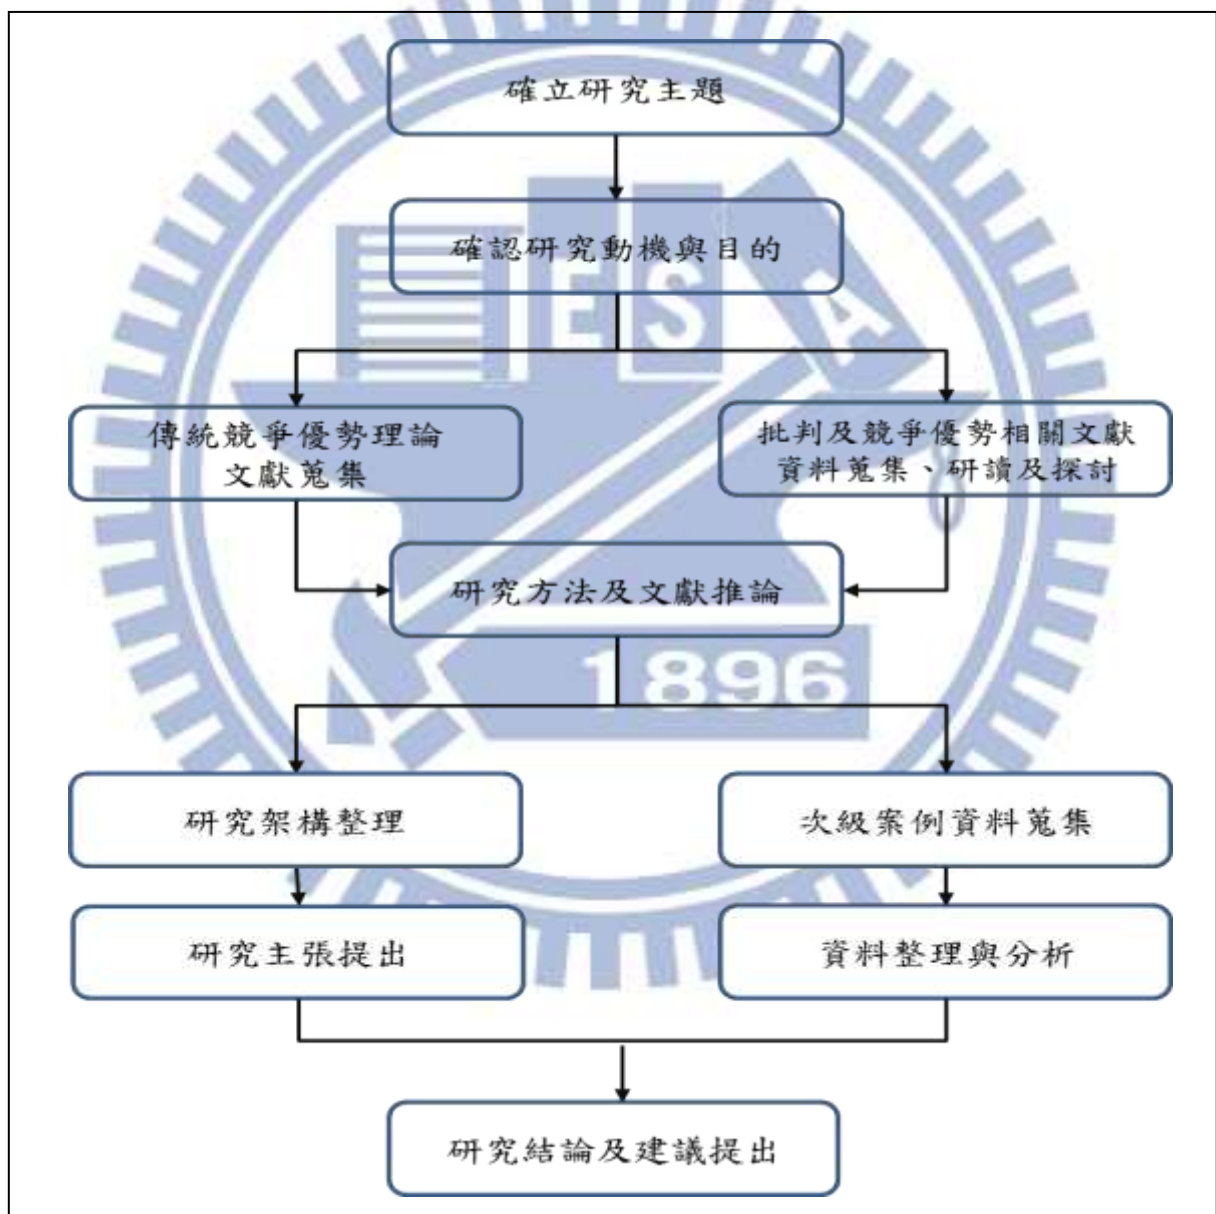 確立研究主題
確認研究動機與目的
ESA
傳統競爭優勢理論
文獻蒐集
批判及競爭優勢相關文獻
資料蒐集、研讀及探討
研究方法及文獻推論
1896
研究架構整理
次級案例資料蒐集
研究主張提出
資料整理與分析
研究結論及建議提出